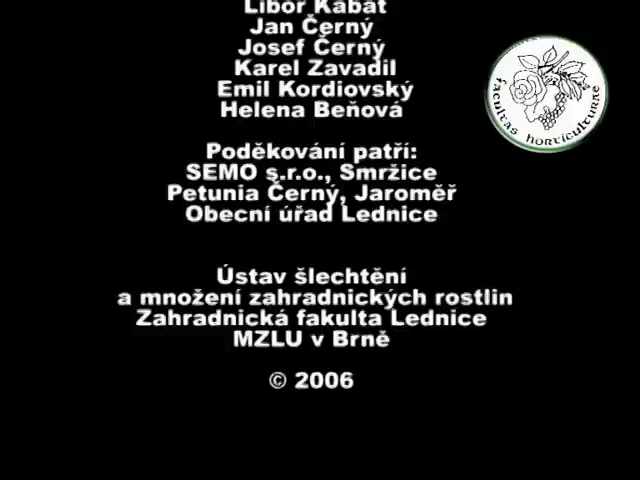 Libor Kabát
Jan Černý
Josef Černý
Karel Zavadil
Emil Kordiovský
Helena Beňová
Poděkování patří:
SEMO s.r.o., Smržice
Petunia Černý, Jaroměř
Obecní úřad Lednice
Ústav šlechtění
a množení zahradnických rostlin
Zahradnická fakulta Lednice
MZLU v Brně
© 2006
facultas horticulturae